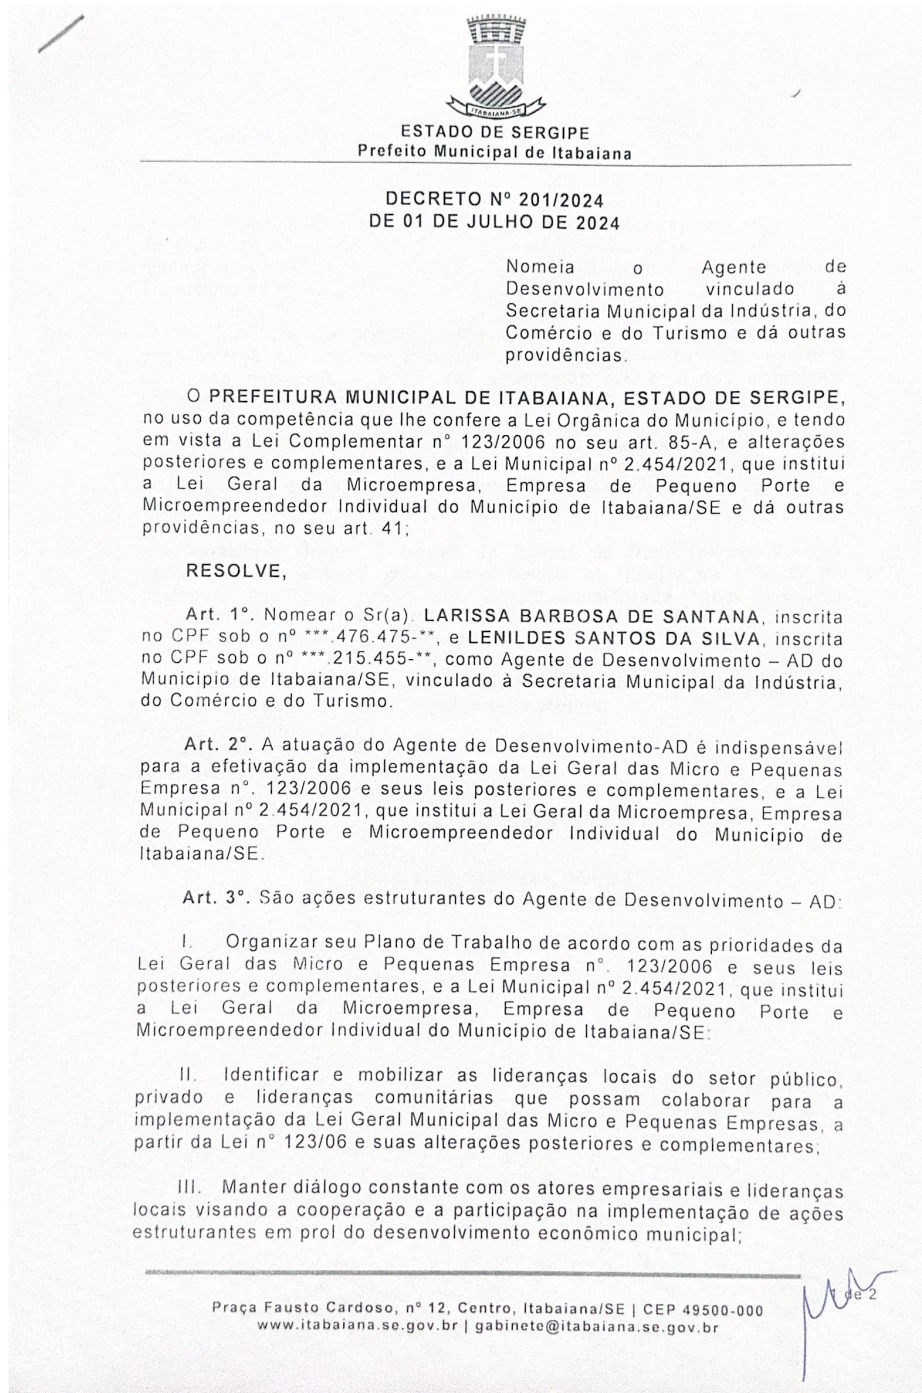 ITABAIANA-SE
ESTADO DE SERGIPE
Prefeito Municipal de Itabaiana
DECRETO Nº 201/2024
DE 01 DE JULHO DE 2024
Nomeia o Agente de
Desenvolvimento vinculado à
Secretaria Municipal da Indústria, do
Comércio e do Turismo e dá outras
providências.
O PREFEITURA MUNICIPAL DE ITABAIANA, ESTADO DE SERGIPE,
no uso da competência que lhe confere a Lei Orgânica do Município, e tendo
em vista a Lei Complementar n° 123/2006 no seu art. 85-A, e alterações
posteriores e complementares, e a Lei Municipal nº 2.454/2021, que institui
a Lei Geral da Microempresa, Empresa de Pequeno Porte e
Microempreendedor Individual do Município de Itabaiana/SE e dá outras
providências, no seu art. 41;
RESOLVE,
Art. 1°. Nomear o Sr(a). LARISSA BARBOSA DE SANTANA, inscrita
no CPF sob o nº ***.476.475-**, e LENILDES SANTOS DA SILVA, inscrita
no CPF sob o nº ***.215.455-**, como Agente de Desenvolvimento – AD do
Municipio de Itabaiana/SE, vinculado à Secretaria Municipal da Indústria,
do Comércio e do Turismo.
Art. 2°. A atuação do Agente de Desenvolvimento-AD é indispensável
para a efetivação da implementação da Lei Geral das Micro e Pequenas
Empresa n°. 123/2006 e seus leis posteriores e complementares, e a Lei
Municipal nº 2.454/2021, que institui a Lei Geral da Microempresa, Empresa
de Pequeno Porte e Microempreendedor Individual do Município de
Itabaiana/SE.
Art. 3°. São ações estruturantes do Agente de Desenvolvimento – AD:
I. Organizar seu Plano de Trabalho de acordo com as prioridades da
Lei Geral das Micro e Pequenas Empresa n°. 123/2006 e seus leis
posteriores e complementares, e a Lei Municipal nº 2.454/2021, que institui
a Lei Geral da Microempresa, Empresa de Pequeno Porte e
Microempreendedor Individual do Município de Itabaiana/SE:
II. Identificar e mobilizar as lideranças locais do setor público,
privado e lideranças comunitárias que possam colaborar para a
implementação da Lei Geral Municipal das Micro e Pequenas Empresas, a
partir da Lei n° 123/06 e suas alterações posteriores e complementares;
III. Manter diálogo constante com os atores empresariais e lideranças
locais visando a cooperação e a participação na implementação de ações
estruturantes em prol do desenvolvimento econômico municipal;
1 de 2
Praça Fausto Cardoso, nº 12, Centro, Itabaiana/SE | CEP 49500-000
www.itabaiana.se.gov.br | gabinete@itabaiana.se.gov.br